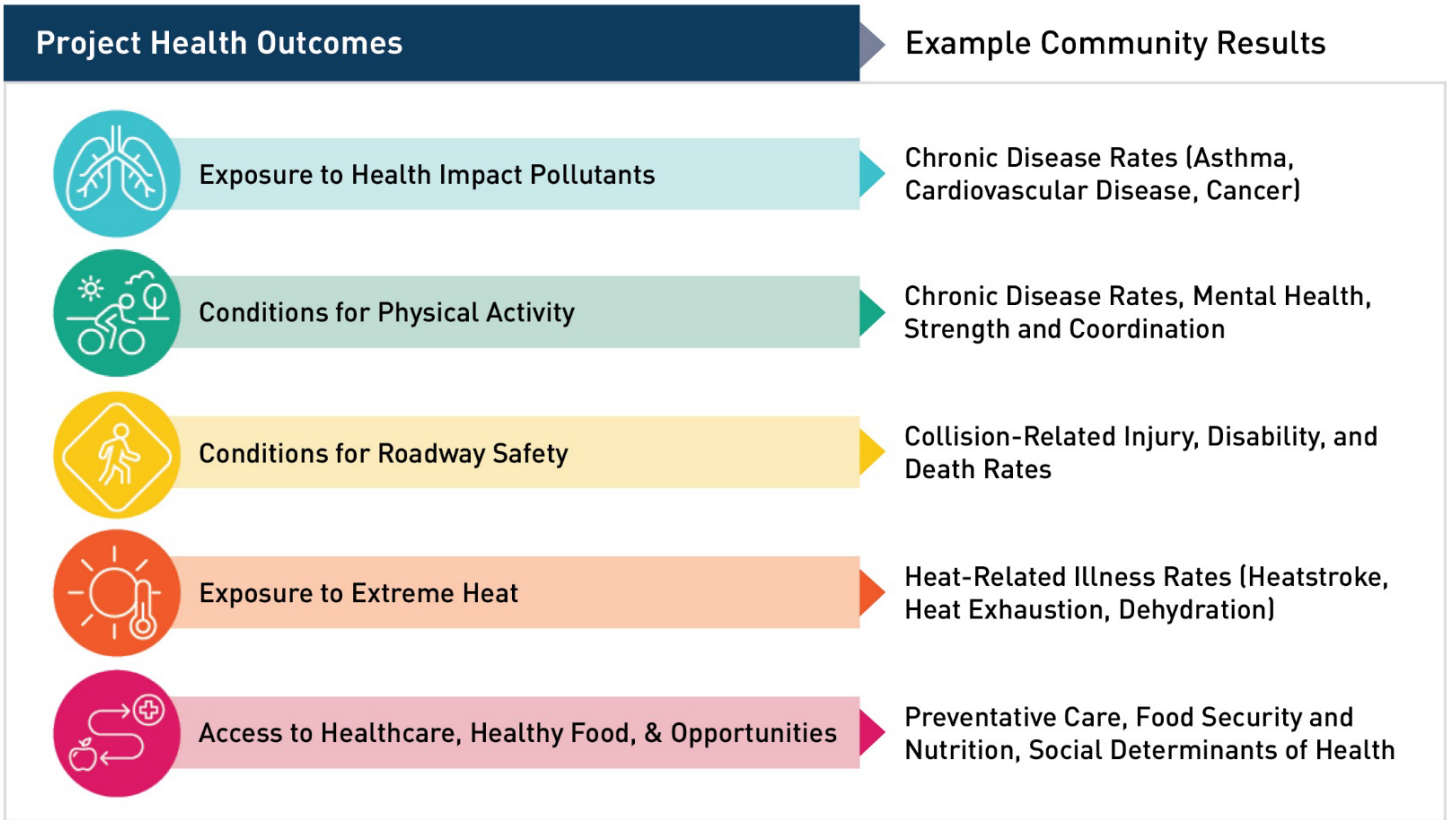 Project Health Outcomes
Example Community Results
Exposure to Health Impact Pollutants
Chronic Disease Rates (Asthma,
Cardiovascular Disease, Cancer)
Conditions for Physical Activity
Chronic Disease Rates, Mental Health,
Strength and Coordination
Conditions for Roadway Safety
Collision-Related Injury, Disability, and
Death Rates
Exposure to Extreme Heat
Heat-Related Illness Rates (Heatstroke,
Heat Exhaustion, Dehydration)
Access to Healthcare, Healthy Food, & Opportunities
Preventative Care, Food Security and
Nutrition, Social Determinants of Health